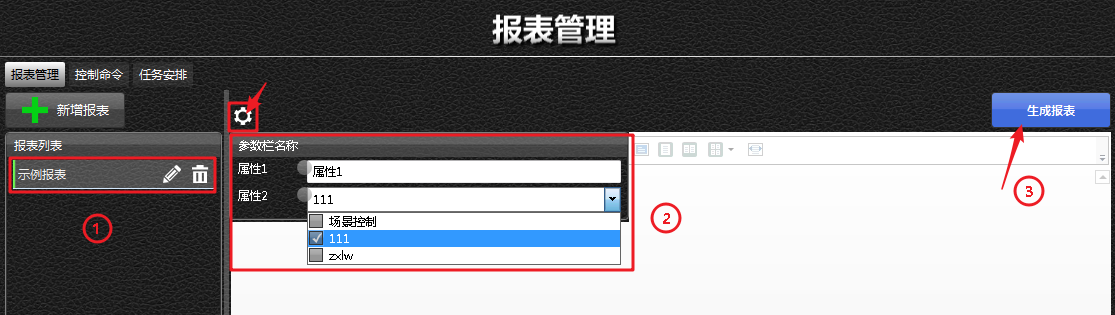 报表管理
报表管理 控制命令 任务安排
新增报表
生成报表
报表列表
参数栏名称
示例报表
属性1 属性1
属性2 111
场景控制
111
zxlw
1
2
3